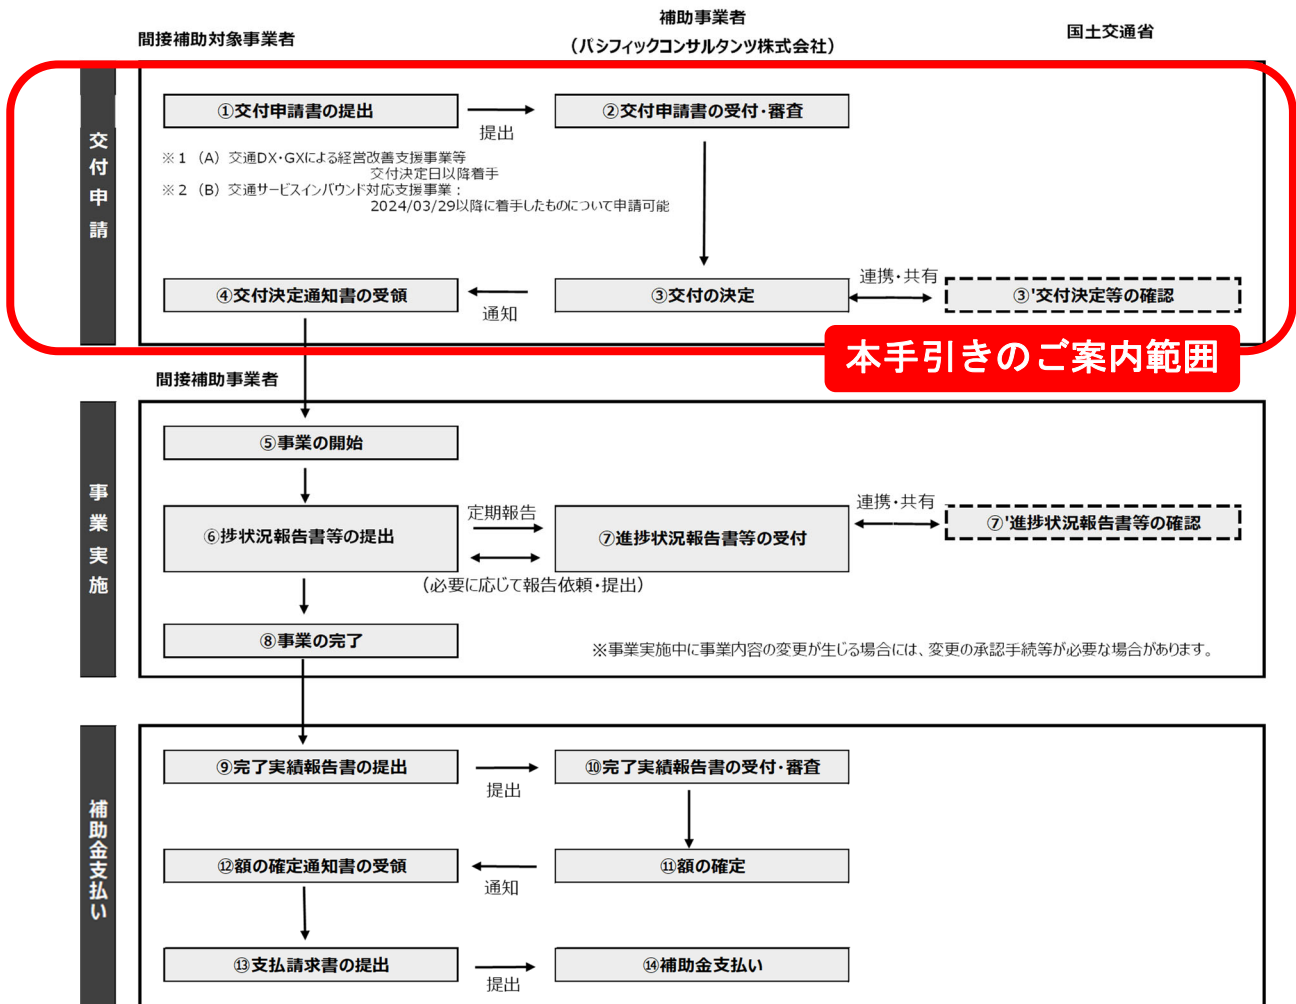 間接補助対象事業者
補助事業者
(パシフィックコンサルタンツ株式会社)
国土交通省
交付申請
①交付申請書の提出
提出
②交付申請書の受付・審査
※1 (A) 交通DX・GXによる経営改善支援事業等
交付決定日以降着手
※2 (B) 交通サービスインバウンド対応支援事業:
2024/03/29以降に着手したものについて申請可能
④交付決定通知書の受領
通知
③交付の決定
連携・共有
③'交付決定等の確認
本手引きのご案内範囲
間接補助事業者
事業実施
⑤事業の開始
⑥捗状況報告書等の提出
定期報告
(必要に応じて報告依頼・提出)
⑦進捗状況報告書等の受付
連携・共有
⑦'進捗状況報告書等の確認
⑧事業の完了
※事業実施中に事業内容の変更が生じる場合には、変更の承認手続等が必要な場合があります。
補助金支払い
⑨完了実績報告書の提出
提出
⑩完了実績報告書の受付・審査
⑫額の確定通知書の受領
通知
⑪額の確定
⑬支払請求書の提出
提出
⑭補助金支払い